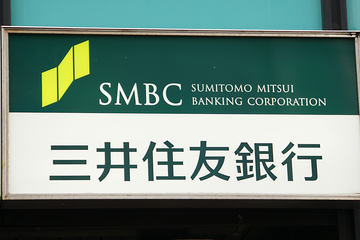 SMBC
SUMITOMO MITSUI
BANKING CORPORATION
三井住友銀行